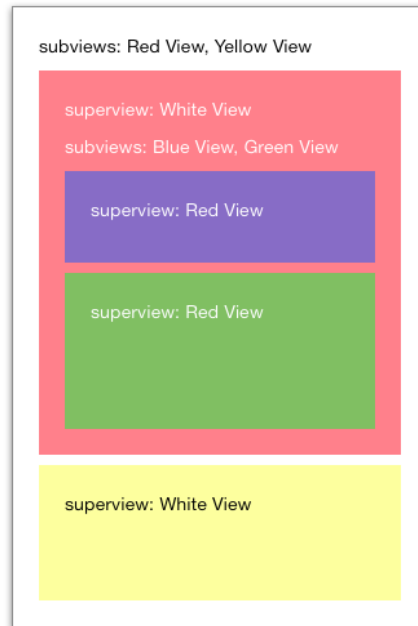 subviews: Red View, Yellow View
superview: White View
subviews: Blue View, Green View
superview: Red View
superview: Red View
superview: White View